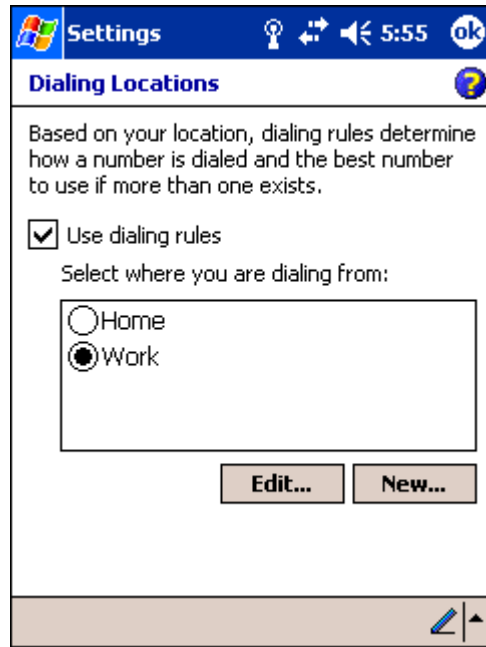 Settings 5:55 ok
Dialing Locations ?
Based on your location, dialing rules determine
how a number is dialed and the best number
to use if more than one exists.
Use dialing rules
Select where you are dialing from:
Home
Work
Edit... New...